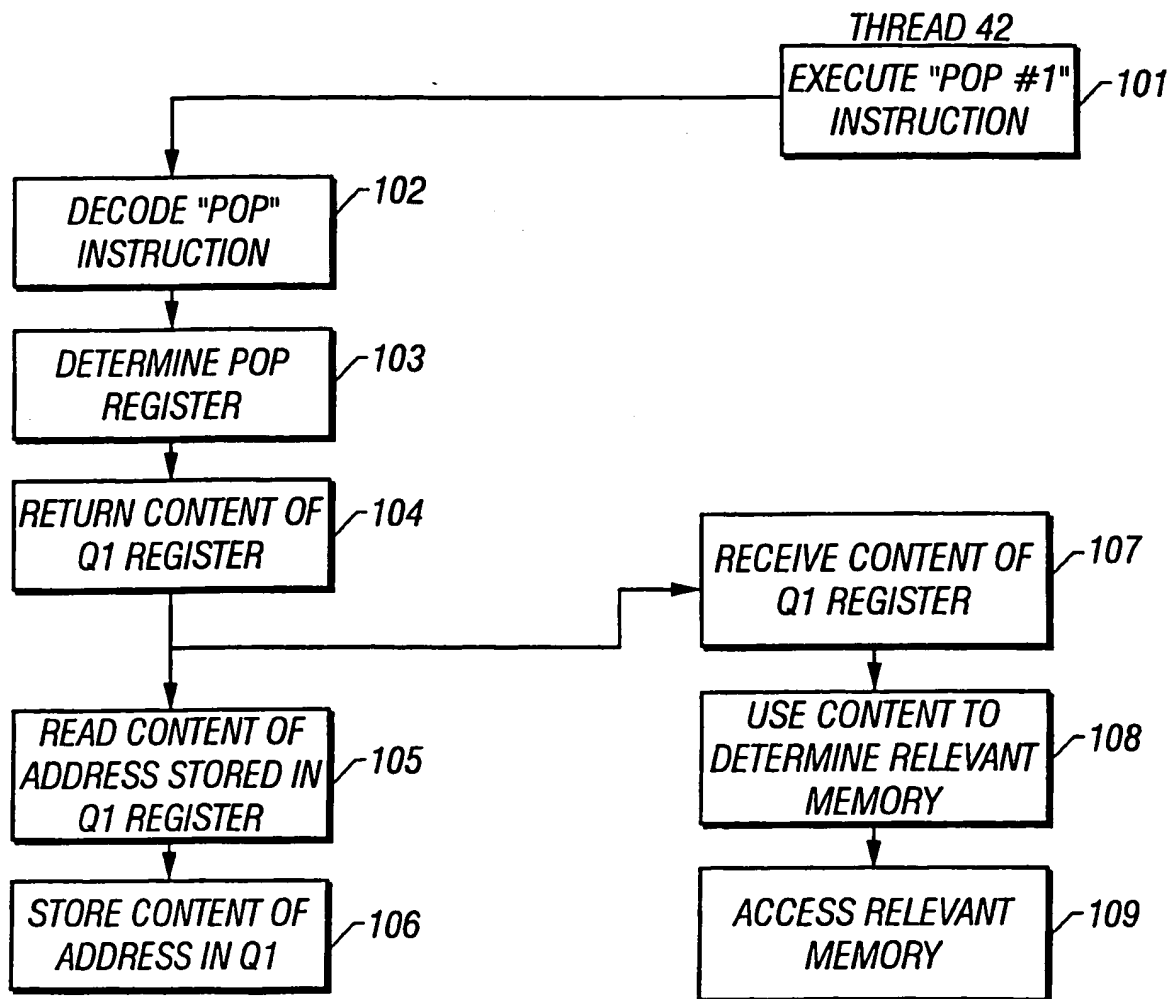 THREAD 42
EXECUTE "POP #1"
INSTRUCTION
101
DECODE "POP"
INSTRUCTION
102
DETERMINE POP
REGISTER
103
RETURN CONTENT OF
Q1 REGISTER
104
READ CONTENT OF
ADDRESS STORED IN
Q1 REGISTER
105
STORE CONTENT OF
ADDRESS IN Q1
106
RECEIVE CONTENT OF
Q1 REGISTER
107
USE CONTENT TO
DETERMINE RELEVANT
MEMORY
108
ACCESS RELEVANT
MEMORY
109